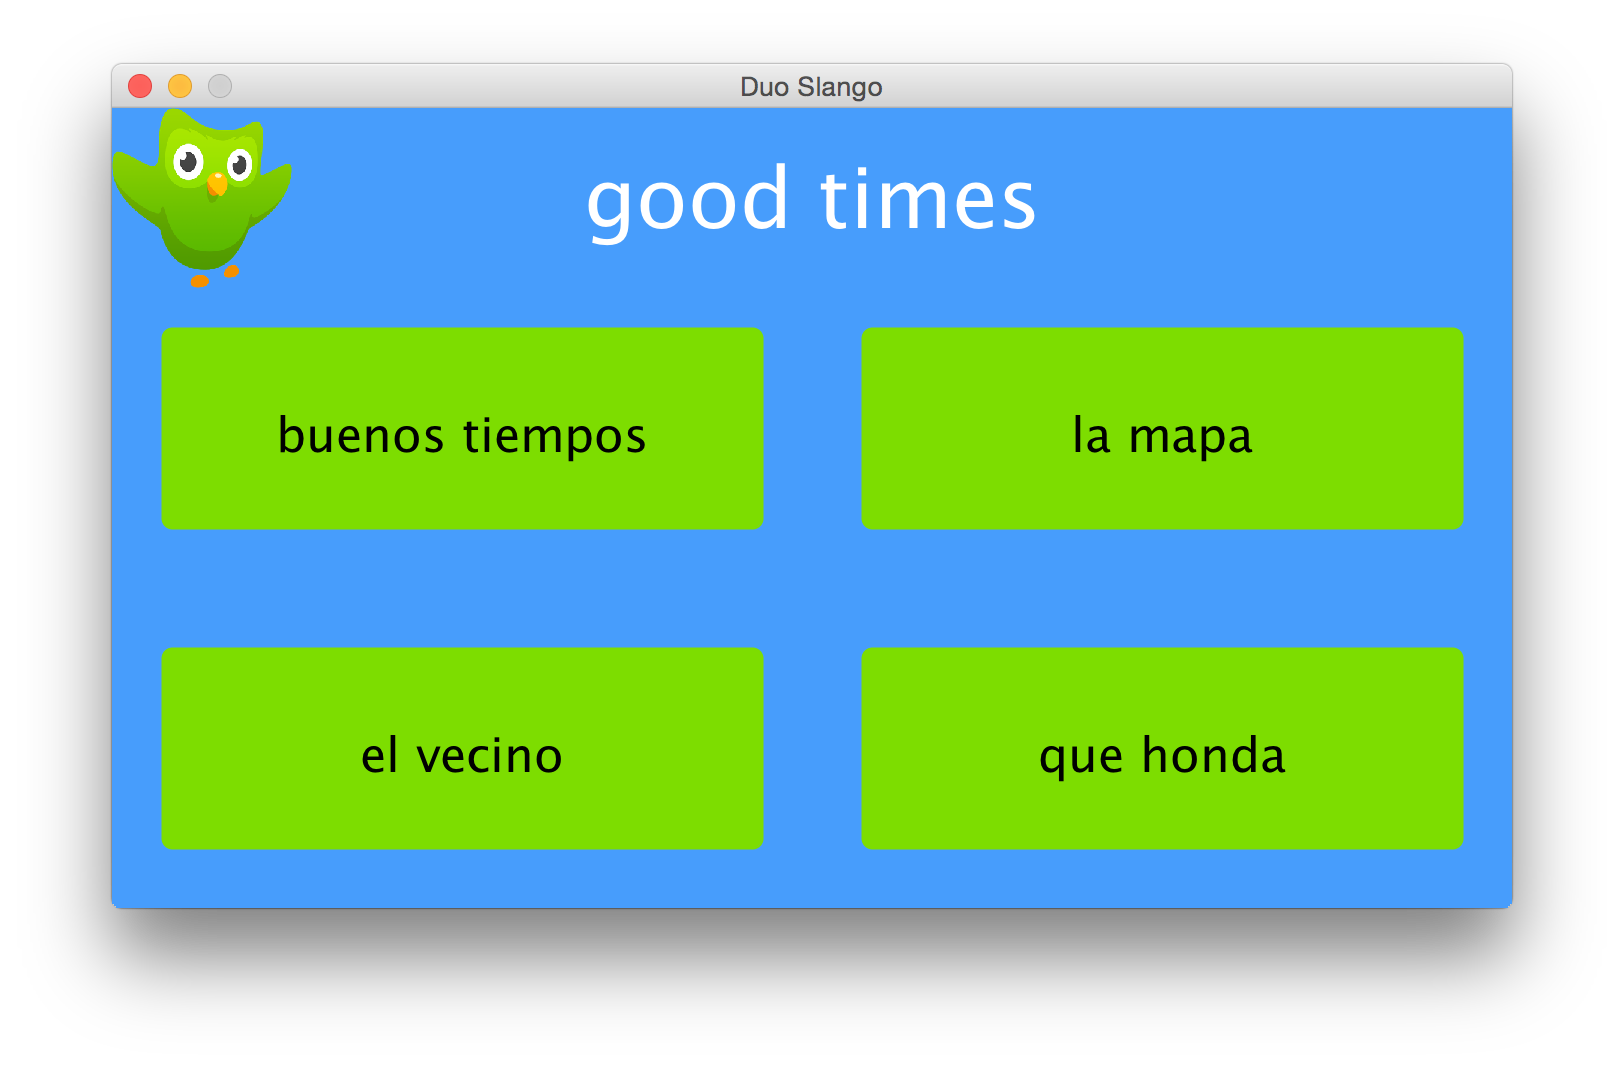 Duo Slango
good times
buenos tiempos
la mapa
el vecino
que honda